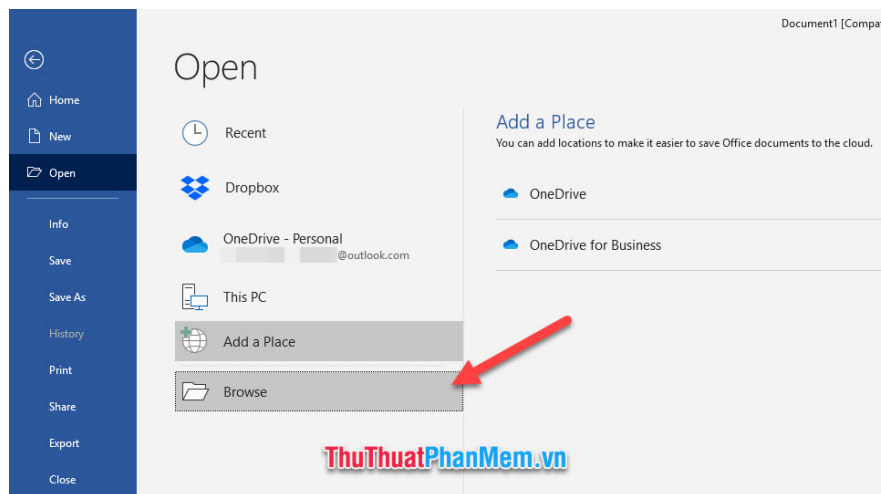 Document1 [Compa
Open
Home
New
Open
Info
Save
Save As
History
Print
Share
Export
Close
Recent
Dropbox
OneDrive - Personal
@outlook.com
This PC
Add a Place
Browse
Add a Place
You can add locations to make it easier to save Office documents to the cloud.
OneDrive
OneDrive for Business
ThuThuatPhanMem.vn